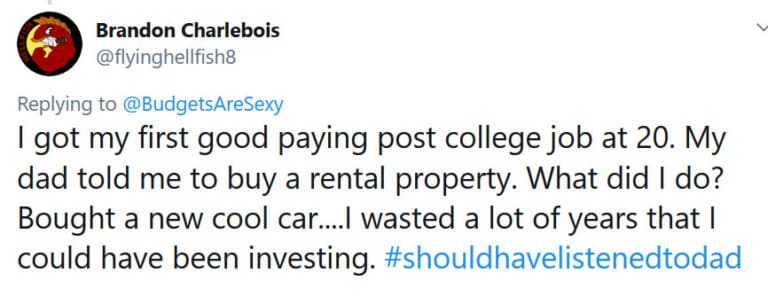 Brandon Charlebois
@flyinghellfish8
Replying to @BudgetsAreSexy
I got my first good paying post college job at 20. My
dad told me to buy a rental property. What did I do?
Bought a new cool car....I wasted a lot of years that I
could have been investing. #shouldhavelistenedtodad